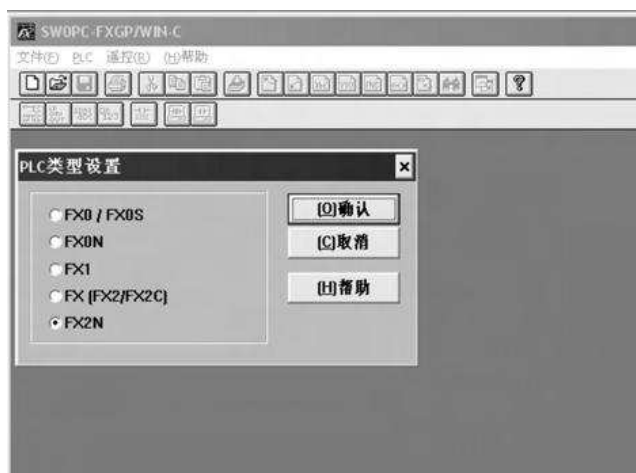 SW0PC-FXGP/WIN-C
文件(F) PLC 遥控(R) (H)帮助
PLC类型设置
FX0 / FX0S
FX0N
FX1
FX (FX2/FX2C)
FX2N
(O)确认
(C)取消
(H)帮助